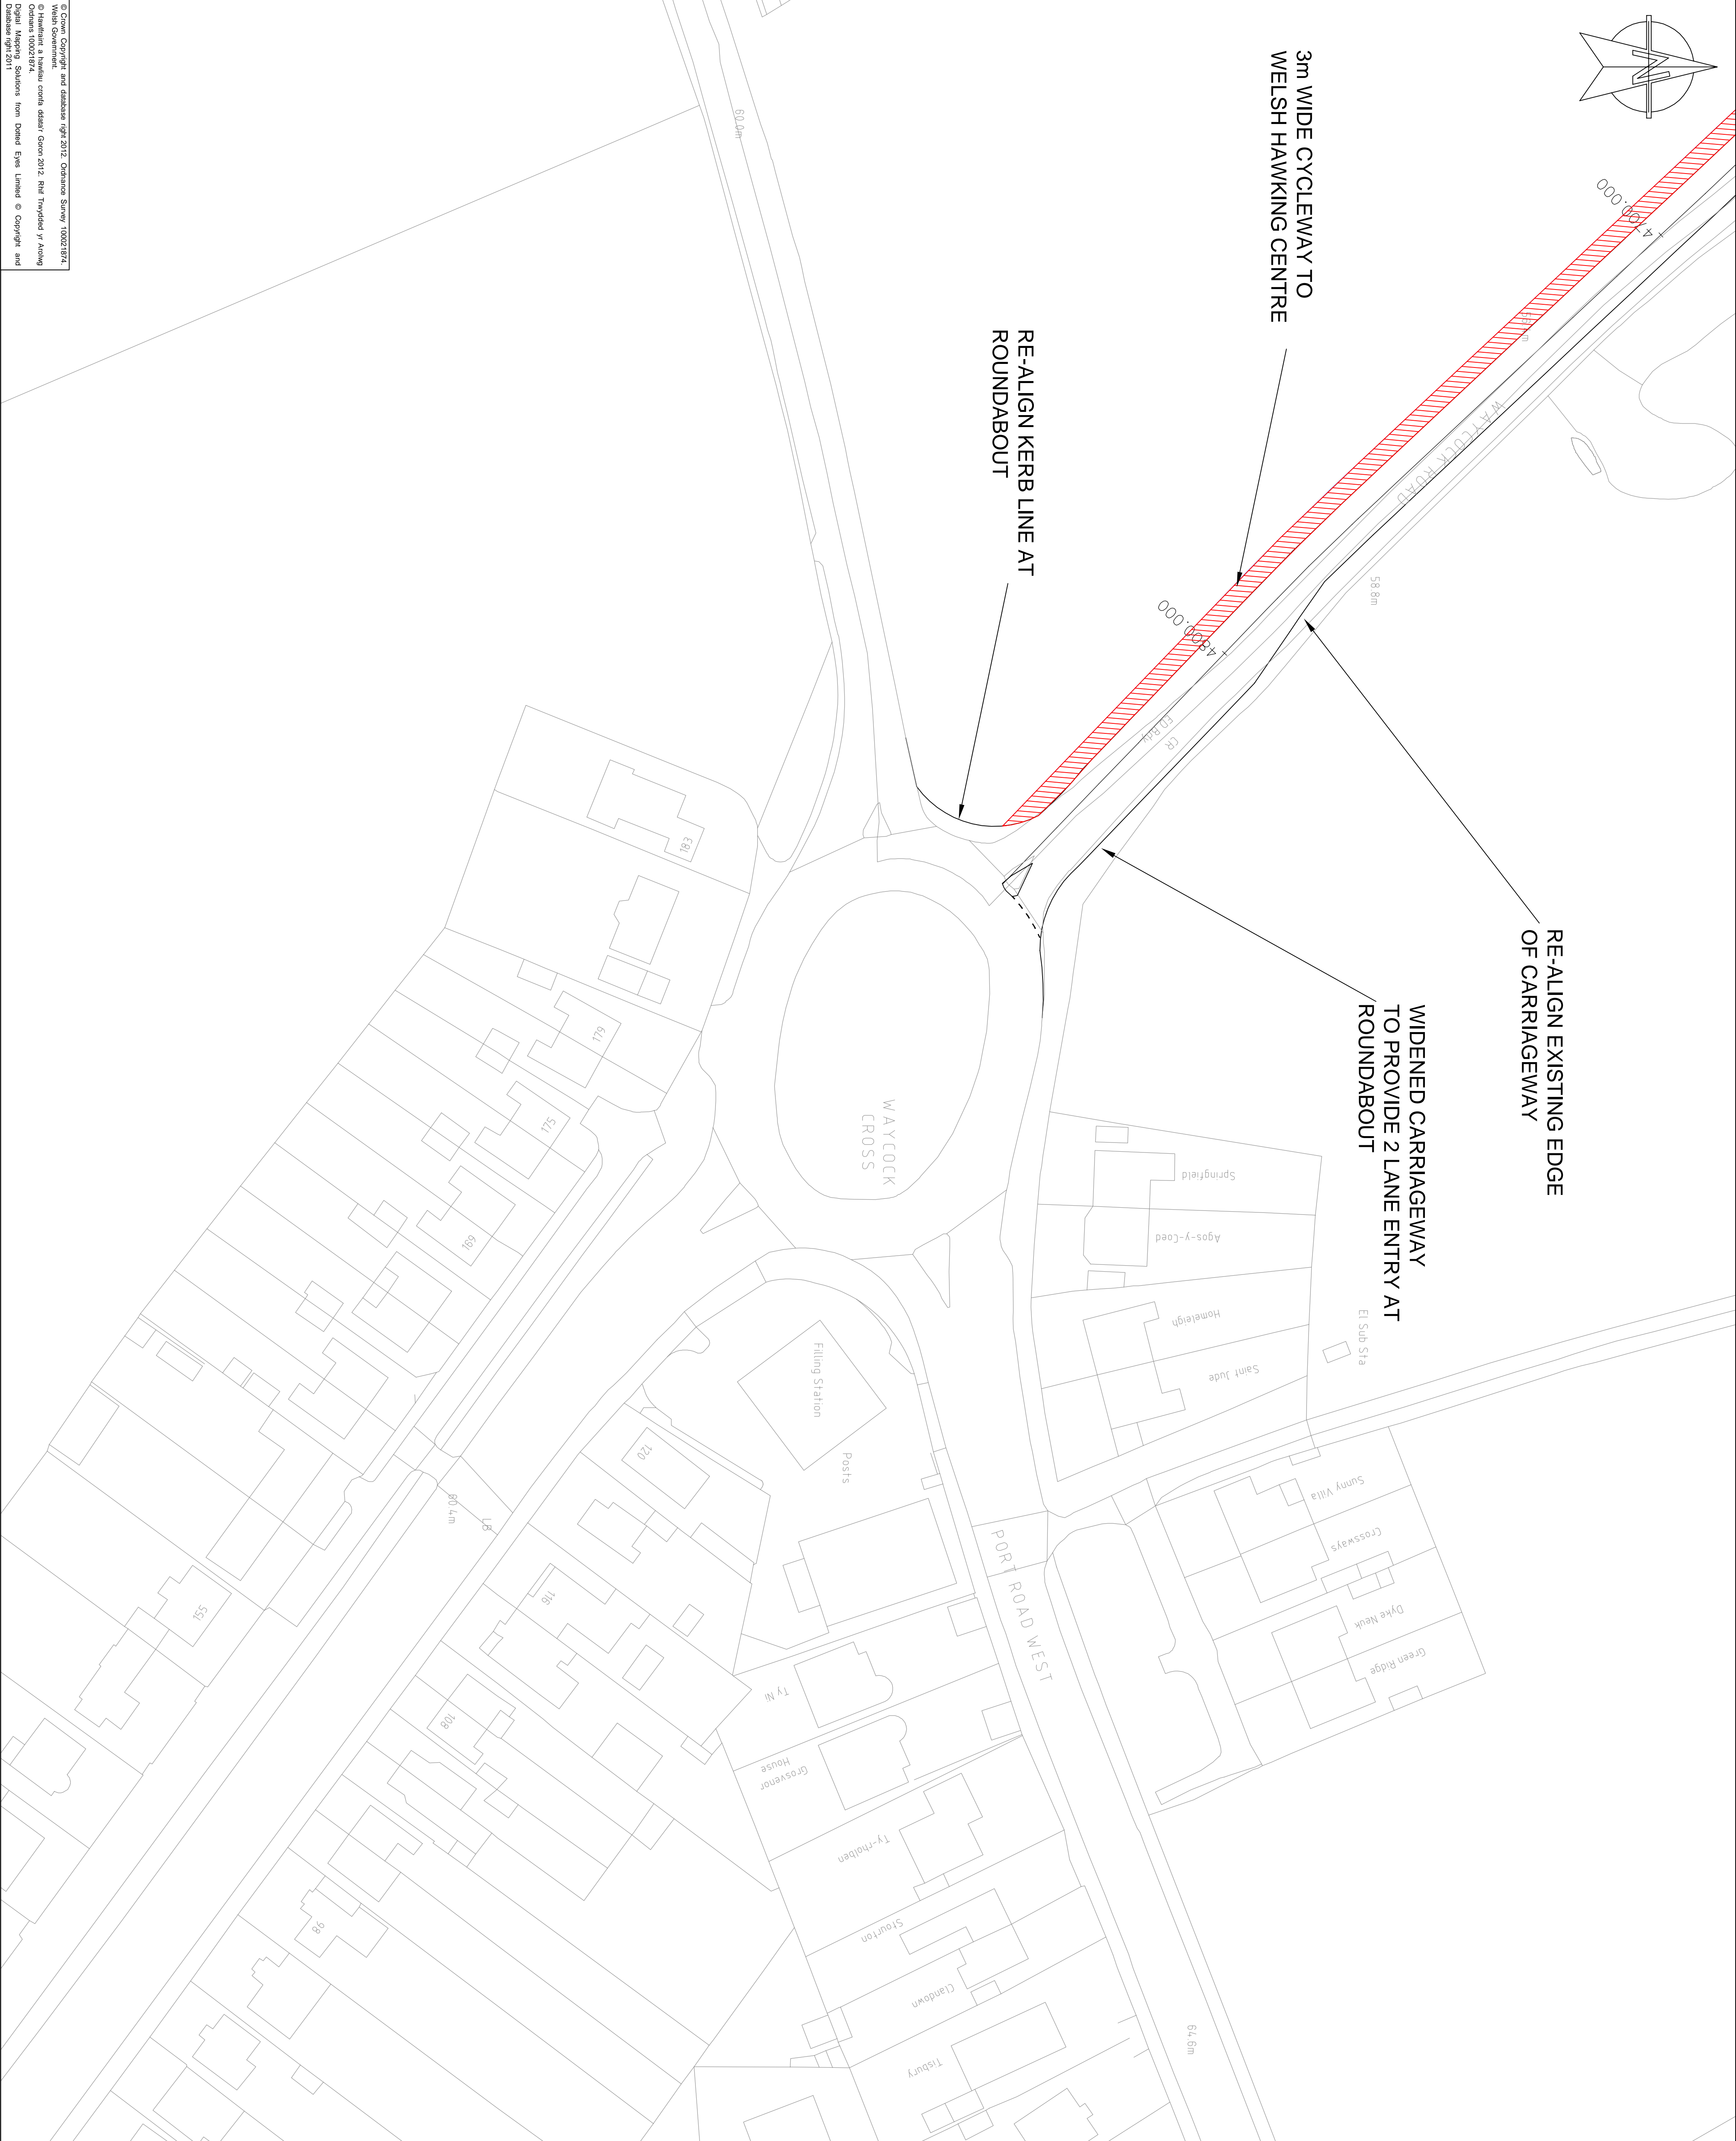 N
3m WIDE CYCLEWAY TO
WELSH HAWKING CENTRE
RE-ALIGN KERB LINE AT
ROUNDABOUT
RE-ALIGN EXISTING EDGE
OF CARRIAGEWAY
WIDENED CARRIAGEWAY
TO PROVIDE 2 LANE ENTRY AT
ROUNDABOUT
4700.000
4800.000
WAYCOCK ROAD
58.8m
60.0m
ED Bdy
CR
WAYCOCK
CROSS
Springfield
Agos-y-Coed
Homeleigh
Saint Jude
El Sub Sta
Sunny Villa
Crossways
Dyke Neuk
Green Ridge
PORT ROAD WEST
Filling Station
Posts
183
179
175
169
155
120
116
108
98
60.4m
LB
Ty Ni
Grosvenor
House
Ty-rholben
Stourton
Clandown
Tisbury
64.6m
© Crown Copyright and database right 2012. Ordnance Survey 100021874.
Welsh Government.
© Hawlfraint a hawliau cronfa ddata'r Goron 2012. Rhif Trwydded yr Arolwg
Ordnans 100021874.
Digital Mapping Solutions from Dotted Eyes Limited © Copyright and
Database right 2011